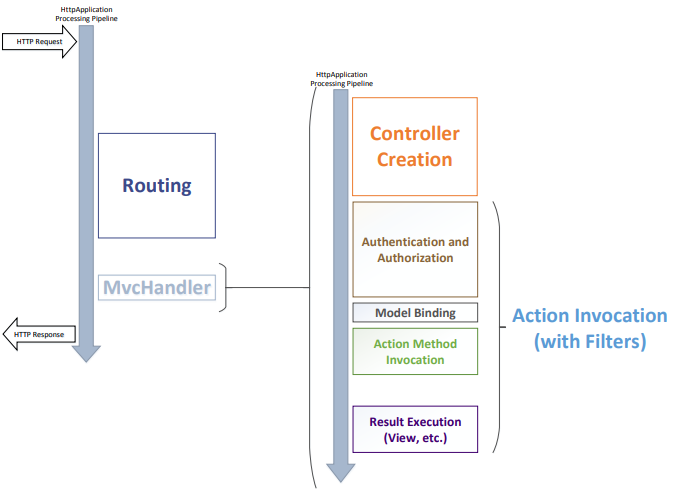 HttpApplication
Processing Pipeline
HTTP Request
Routing
MvcHandler
HTTP Response
HttpApplication
Processing Pipeline
Controller
Creation
Authentication and
Authorization
Model Binding
Action Method
Invocation
Result Execution
(View, etc.)
Action Invocation
(with Filters)